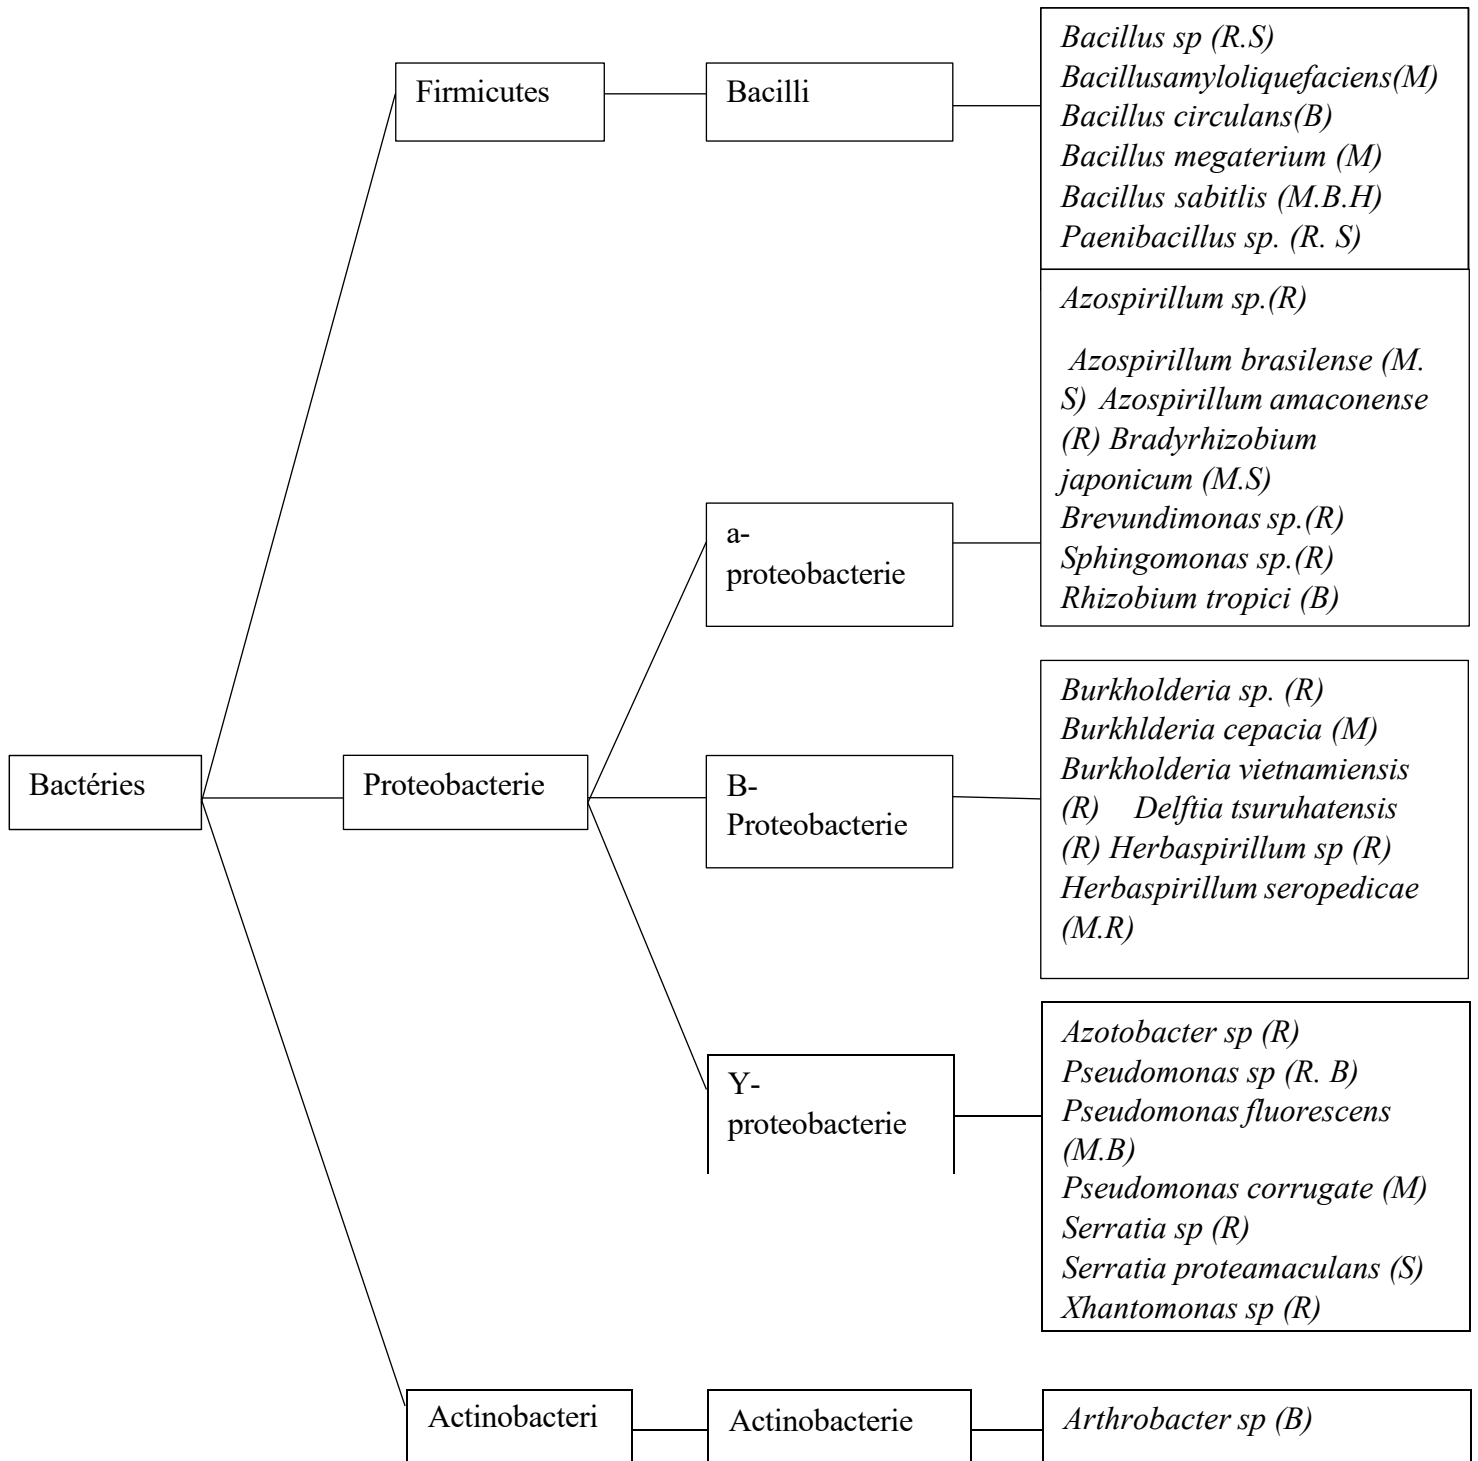 Bactéries
Firmicutes
Bacilli
Bacillus sp (R.S)
Bacillusamyloliquefaciens(M)
Bacillus circulans(B)
Bacillus megaterium (M)
Bacillus sabitlis (M.B.H)
Paenibacillus sp. (R. S)
Proteobacterie
a-
proteobacterie
Azospirillum sp.(R)
Azospirillum brasilense (M.
S) Azospirillum amaconense
(R) Bradyrhizobium
japonicum (M.S)
Brevundimonas sp.(R)
Sphingomonas sp.(R)
Rhizobium tropici (B)
B-
Proteobacterie
Burkholderia sp. (R)
Burkhlderia cepacia (M)
Burkholderia vietnamiensis
(R) Delftia tsuruhatensis
(R) Herbaspirillum sp (R)
Herbaspirillum seropedicae
(M.R)
Y-
proteobacterie
Azotobacter sp (R)
Pseudomonas sp (R. B)
Pseudomonas fluorescens
(M.B)
Pseudomonas corrugate (M)
Serratia sp (R)
Serratia proteamaculans (S)
Xhantomonas sp (R)
Actinobacteri
Actinobacterie
Arthrobacter sp (B)